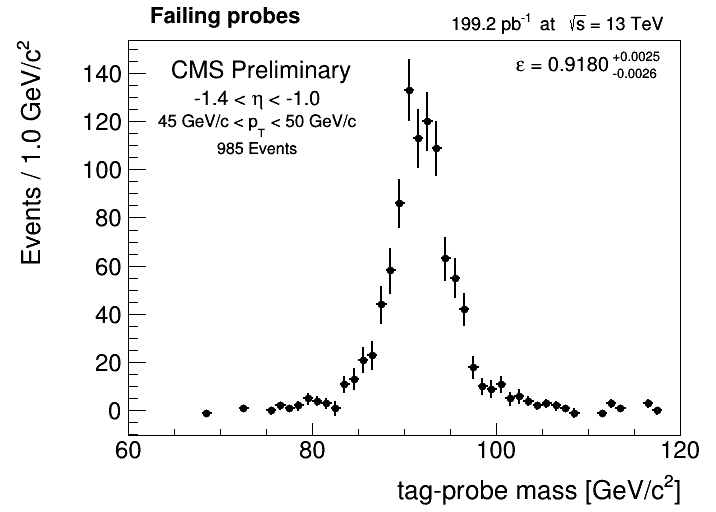 Failing probes
199.2 pb⁻¹ at √s = 13 TeV
CMS Preliminary
-1.4 < η < -1.0
45 GeV/c < p_T < 50 GeV/c
985 Events
ε = 0.9180 +0.0025 -0.0026
Events / 1.0 GeV/c²
140
120
100
80
60
40
20
0
60 80 100 120
tag-probe mass [GeV/c²]